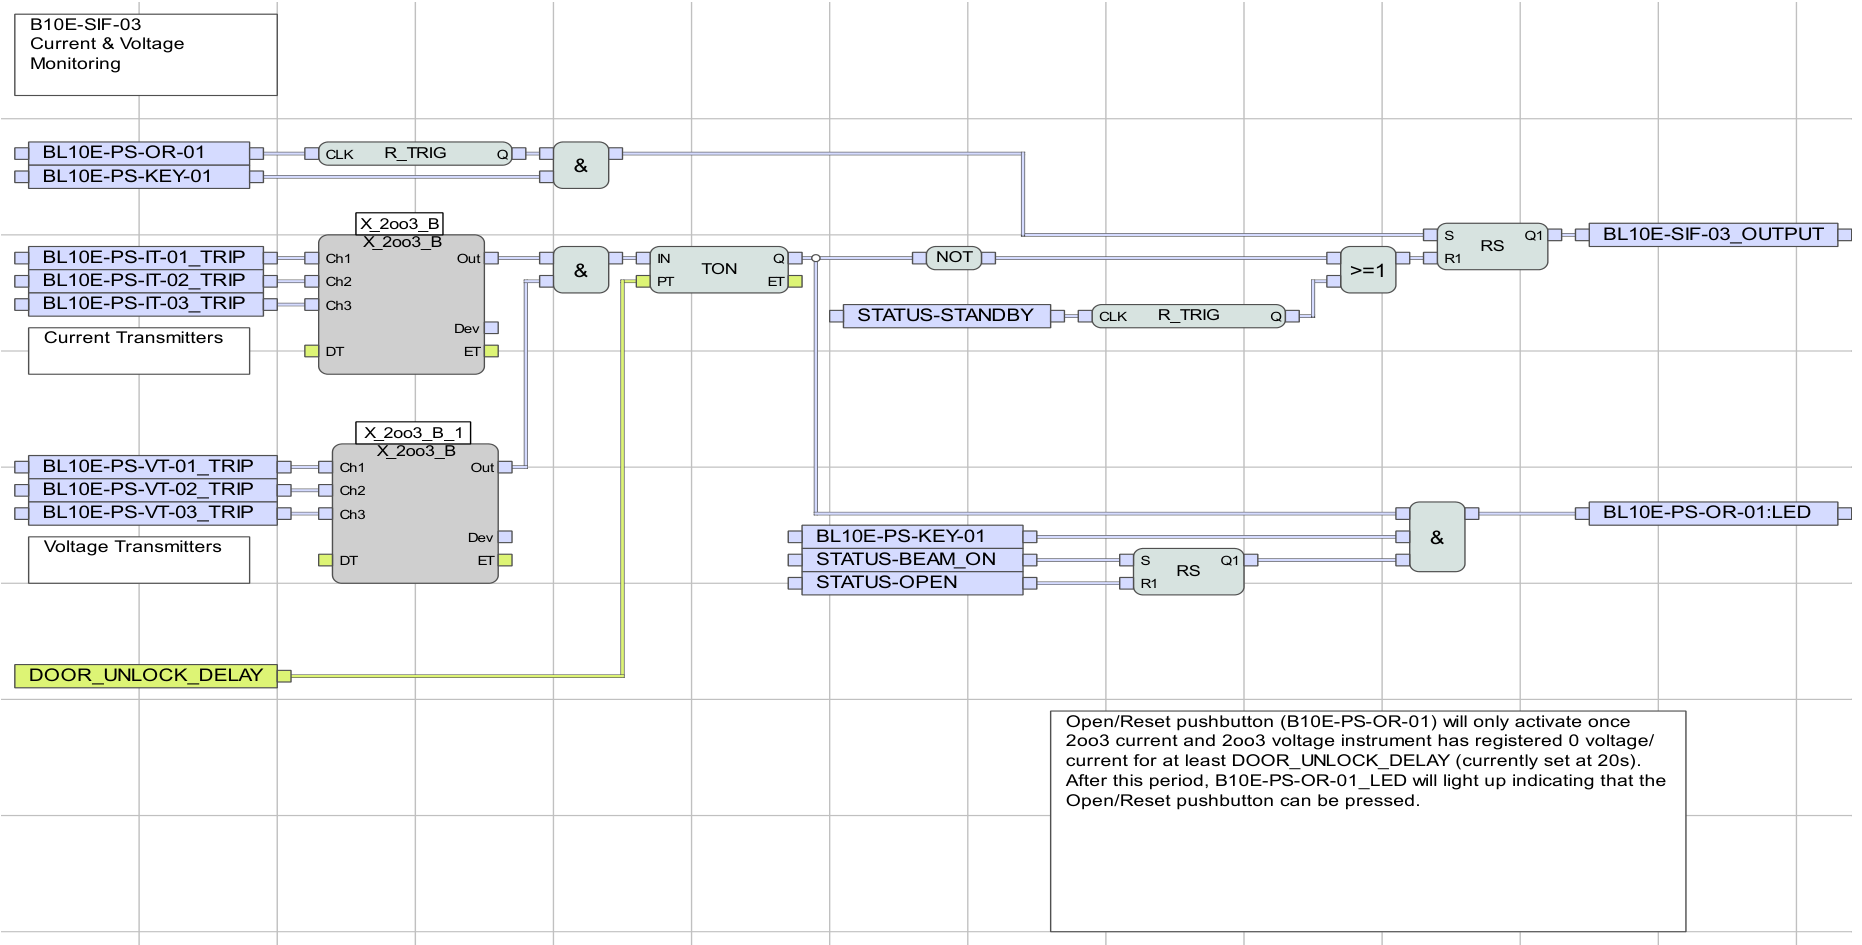 B10E-SIF-03
Current & Voltage
Monitoring
BL10E-PS-OR-01
CLK R_TRIG Q
BL10E-PS-KEY-01
&
X_2oo3_B
X_2oo3_B
BL10E-PS-IT-01_TRIP
BL10E-PS-IT-02_TRIP
BL10E-PS-IT-03_TRIP
Ch1 Out
Ch2
Ch3
Dev
DT ET
Current Transmitters
&
IN TON Q
PT ET
NOT
>=1
STATUS-STANDBY
CLK R_TRIG Q
S RS Q1
R1
BL10E-SIF-03_OUTPUT
X_2oo3_B_1
X_2oo3_B
BL10E-PS-VT-01_TRIP
BL10E-PS-VT-02_TRIP
BL10E-PS-VT-03_TRIP
Ch1 Out
Ch2
Ch3
Dev
DT ET
Voltage Transmitters
BL10E-PS-KEY-01
STATUS-BEAM_ON
STATUS-OPEN
S RS Q1
R1
&
BL10E-PS-OR-01:LED
DOOR_UNLOCK_DELAY
Open/Reset pushbutton (B10E-PS-OR-01) will only activate once
2oo3 current and 2oo3 voltage instrument has registered 0 voltage/
current for at least DOOR_UNLOCK_DELAY (currently set at 20s).
After this period, B10E-PS-OR-01_LED will light up indicating that the
Open/Reset pushbutton can be pressed.